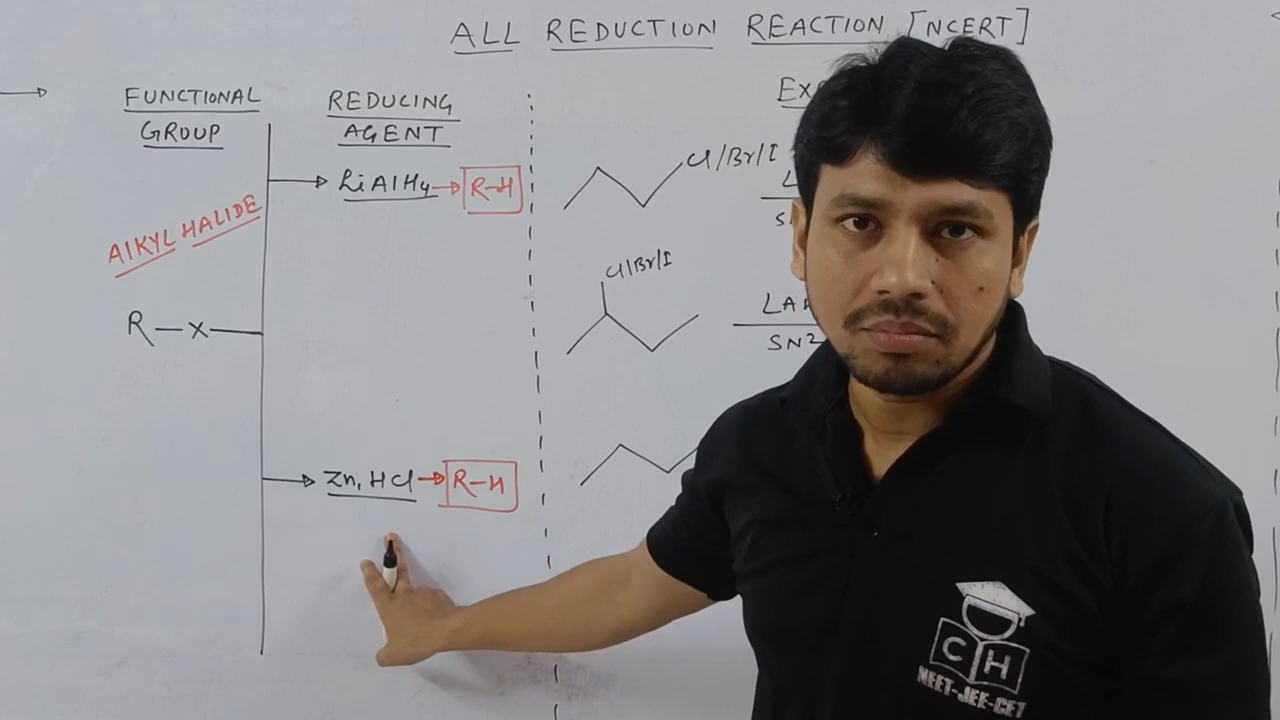 ALL REDUCTION REACTION [NCERT]
FUNCTIONAL GROUP
REDUCING AGENT
LiAlH4 → R-H
Cl/Br/I
ALKYL HALIDE
Cl/Br/I
R-X
SN2
Zn, HCl → R-H
CH
NEET-JEE-CET